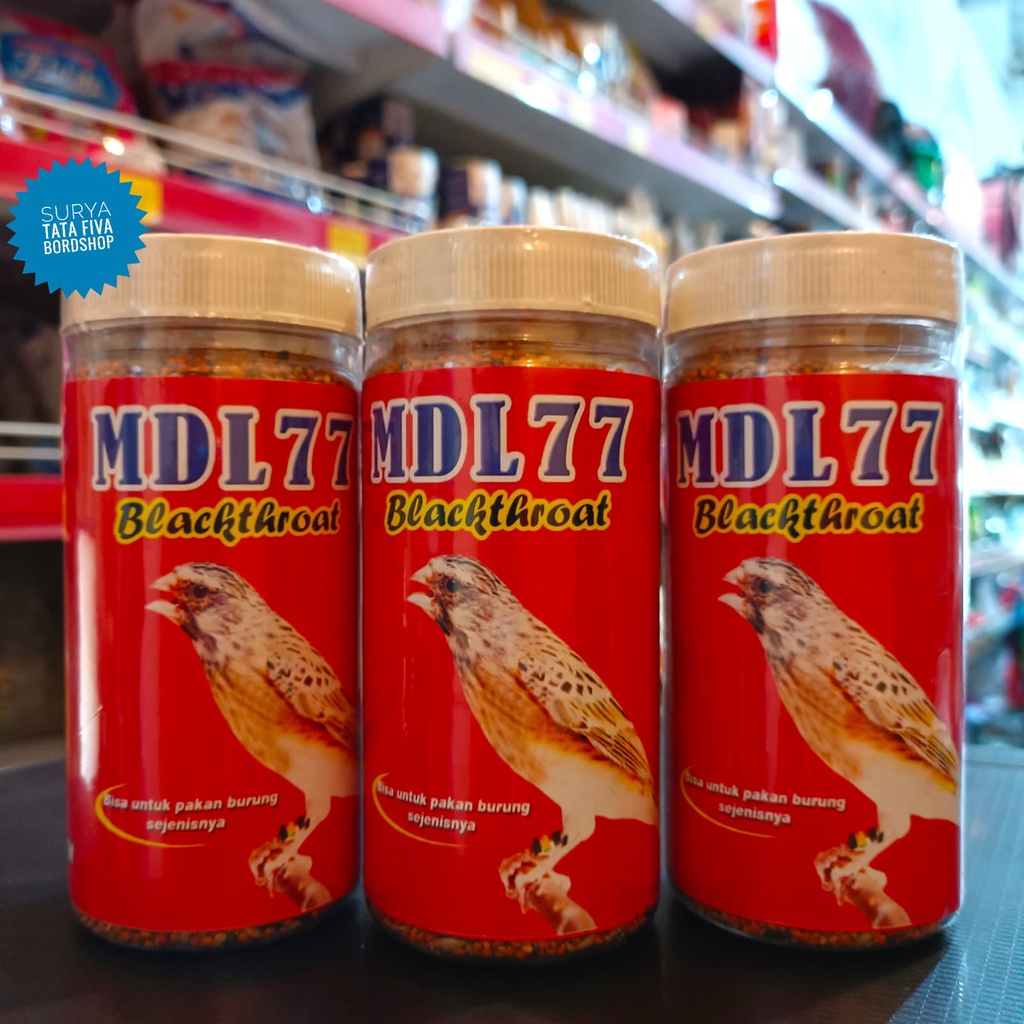 SURYA
TATA FIVA
BORDSHOP
MDL77
Blackthroat
Bisa untuk pakan burung
sejenisnya
MDL77
Blackthroat
Bisa untuk pakan burung
sejenisnya
MDL77
Blackthroat
Bisa untuk pakan burung
sejenisnya